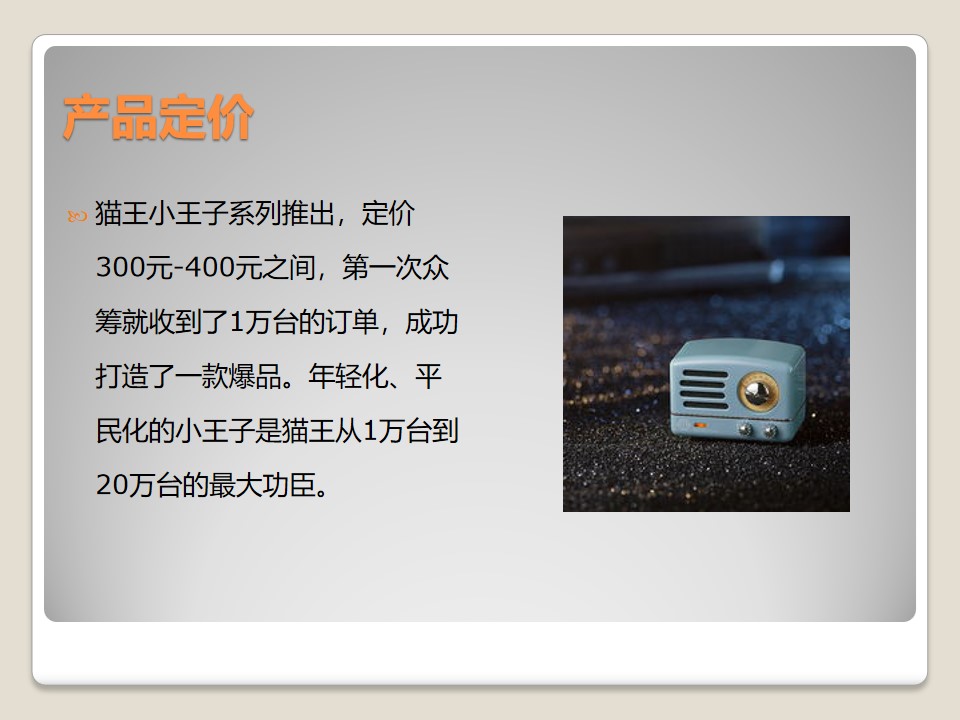 产品定价
猫王小王子系列推出，定价
300元-400元之间，第一次众
筹就收到了1万台的订单，成功
打造了一款爆品。年轻化、平
民化的小王子是猫王从1万台到
20万台的最大功臣。